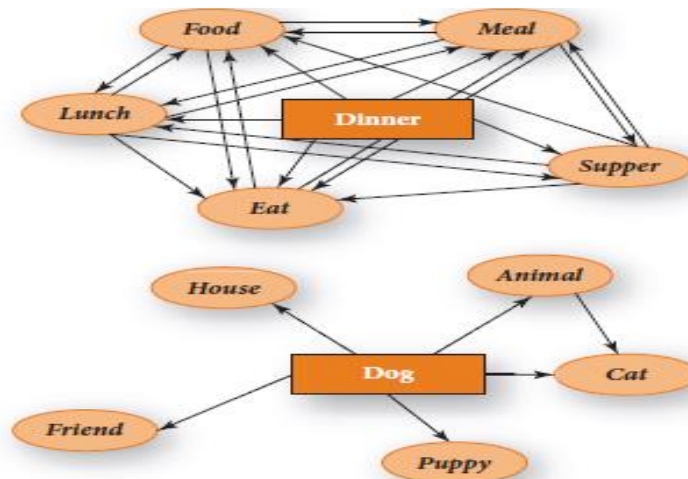 Food
Meal
Lunch
Dinner
Supper
Eat
Animal
House
Dog
Cat
Friend
Puppy